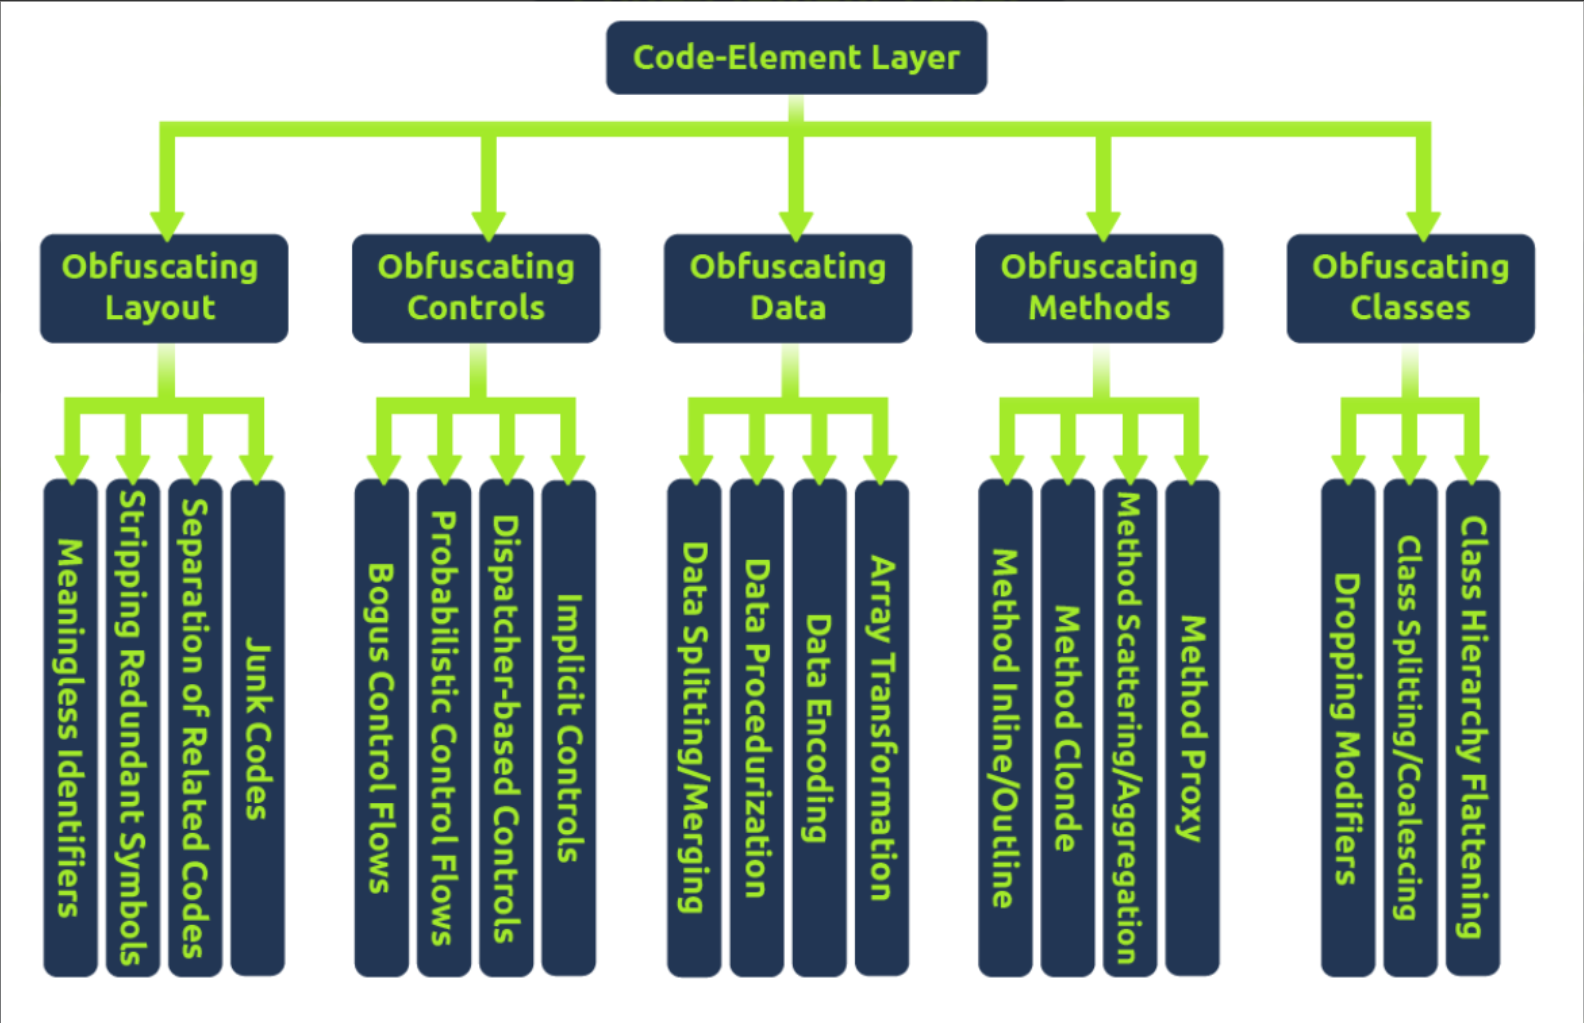 Code-Element Layer
Obfuscating
Layout
Obfuscating
Controls
Obfuscating
Data
Obfuscating
Methods
Obfuscating
Classes
Meaningless Identifiers
Stripping Redundant Symbols
Separation of Related Codes
Junk Codes
Bogus Control Flows
Probabilistic Control Flows
Dispatcher-based Controls
Implicit Controls
Data Splitting/Merging
Data Procedurization
Data Encoding
Array Transformation
Method Inline/Outline
Method Clonde
Method Scattering/Aggregation
Method Proxy
Dropping Modifiers
Class Splitting/Coalescing
Class Hierarchy Flattening